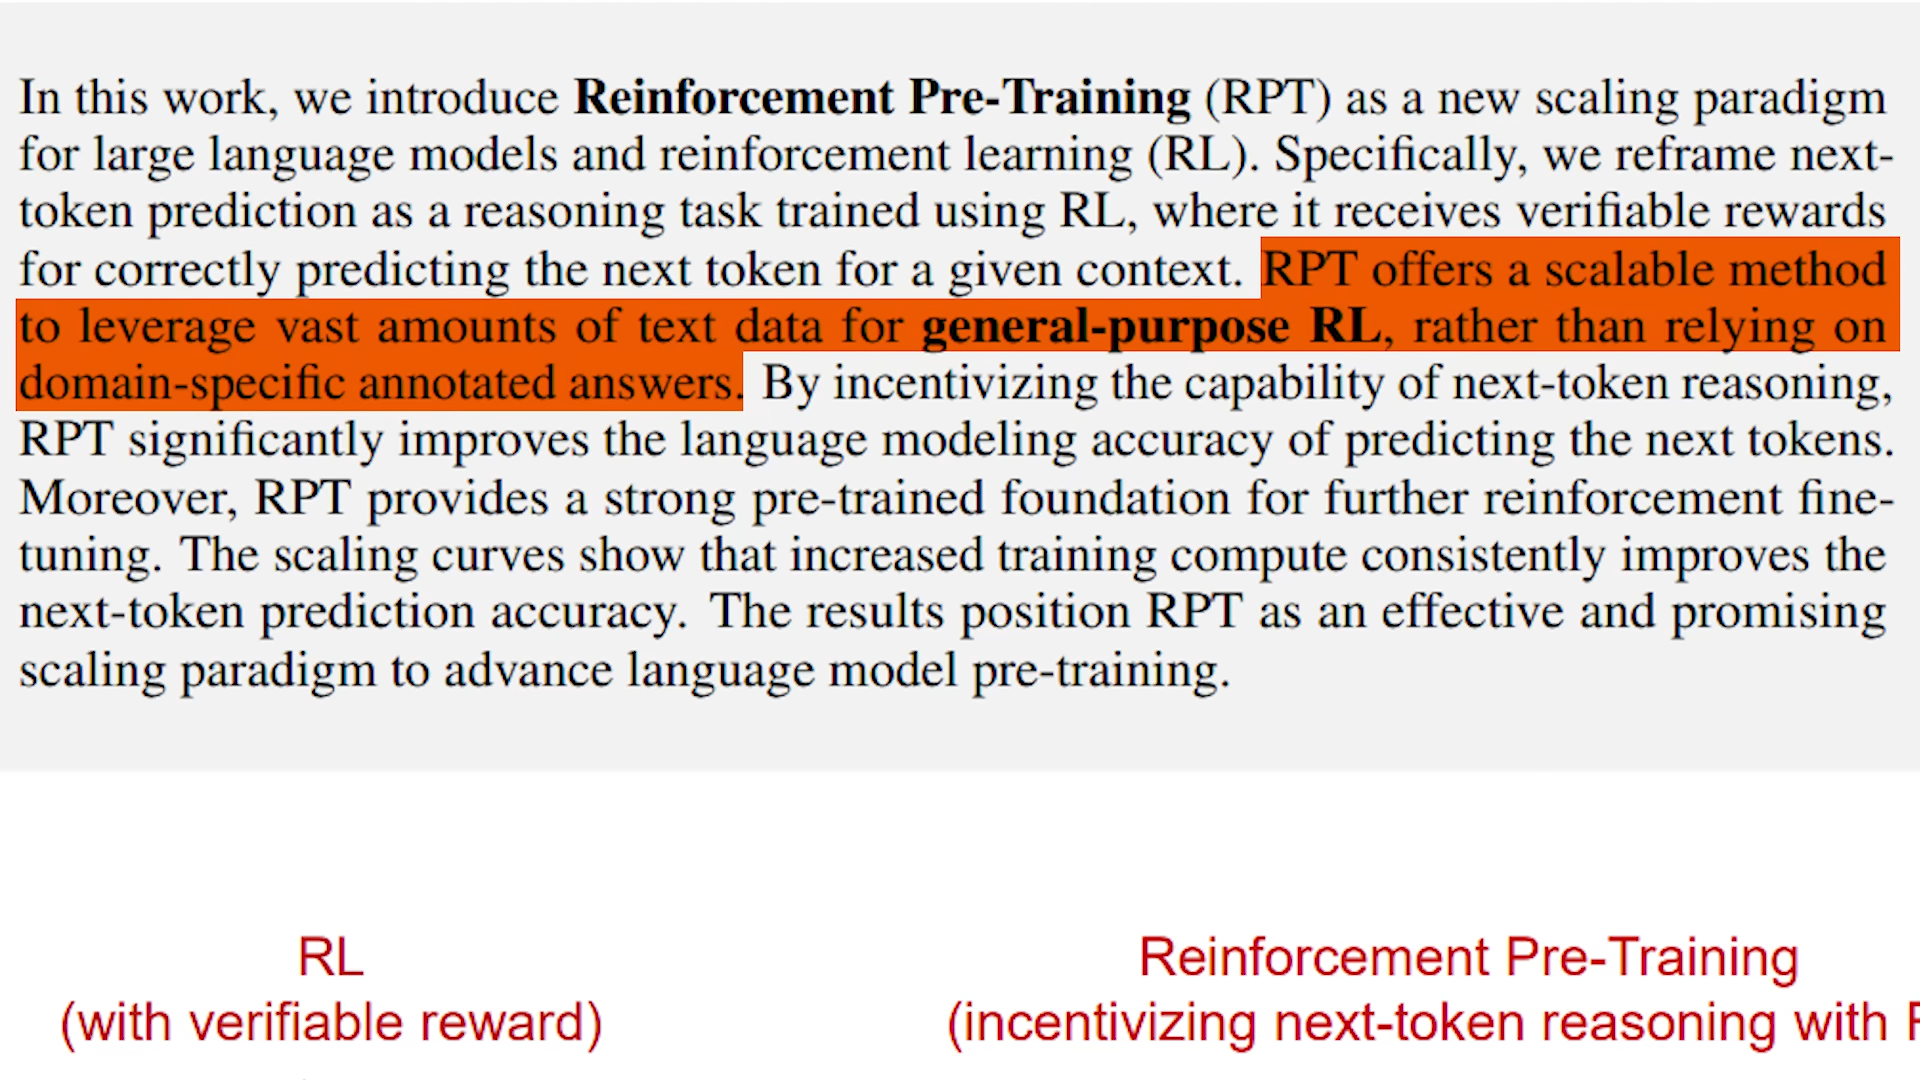 In this work, we introduce Reinforcement Pre-Training (RPT) as a new scaling paradigm
for large language models and reinforcement learning (RL). Specifically, we reframe next-
token prediction as a reasoning task trained using RL, where it receives verifiable rewards
for correctly predicting the next token for a given context. RPT offers a scalable method
to leverage vast amounts of text data for general-purpose RL, rather than relying on
domain-specific annotated answers. By incentivizing the capability of next-token reasoning,
RPT significantly improves the language modeling accuracy of predicting the next tokens.
Moreover, RPT provides a strong pre-trained foundation for further reinforcement fine-
tuning. The scaling curves show that increased training compute consistently improves the
next-token prediction accuracy. The results position RPT as an effective and promising
scaling paradigm to advance language model pre-training.
RL
(with verifiable reward)
Reinforcement Pre-Training
(incentivizing next-token reasoning with